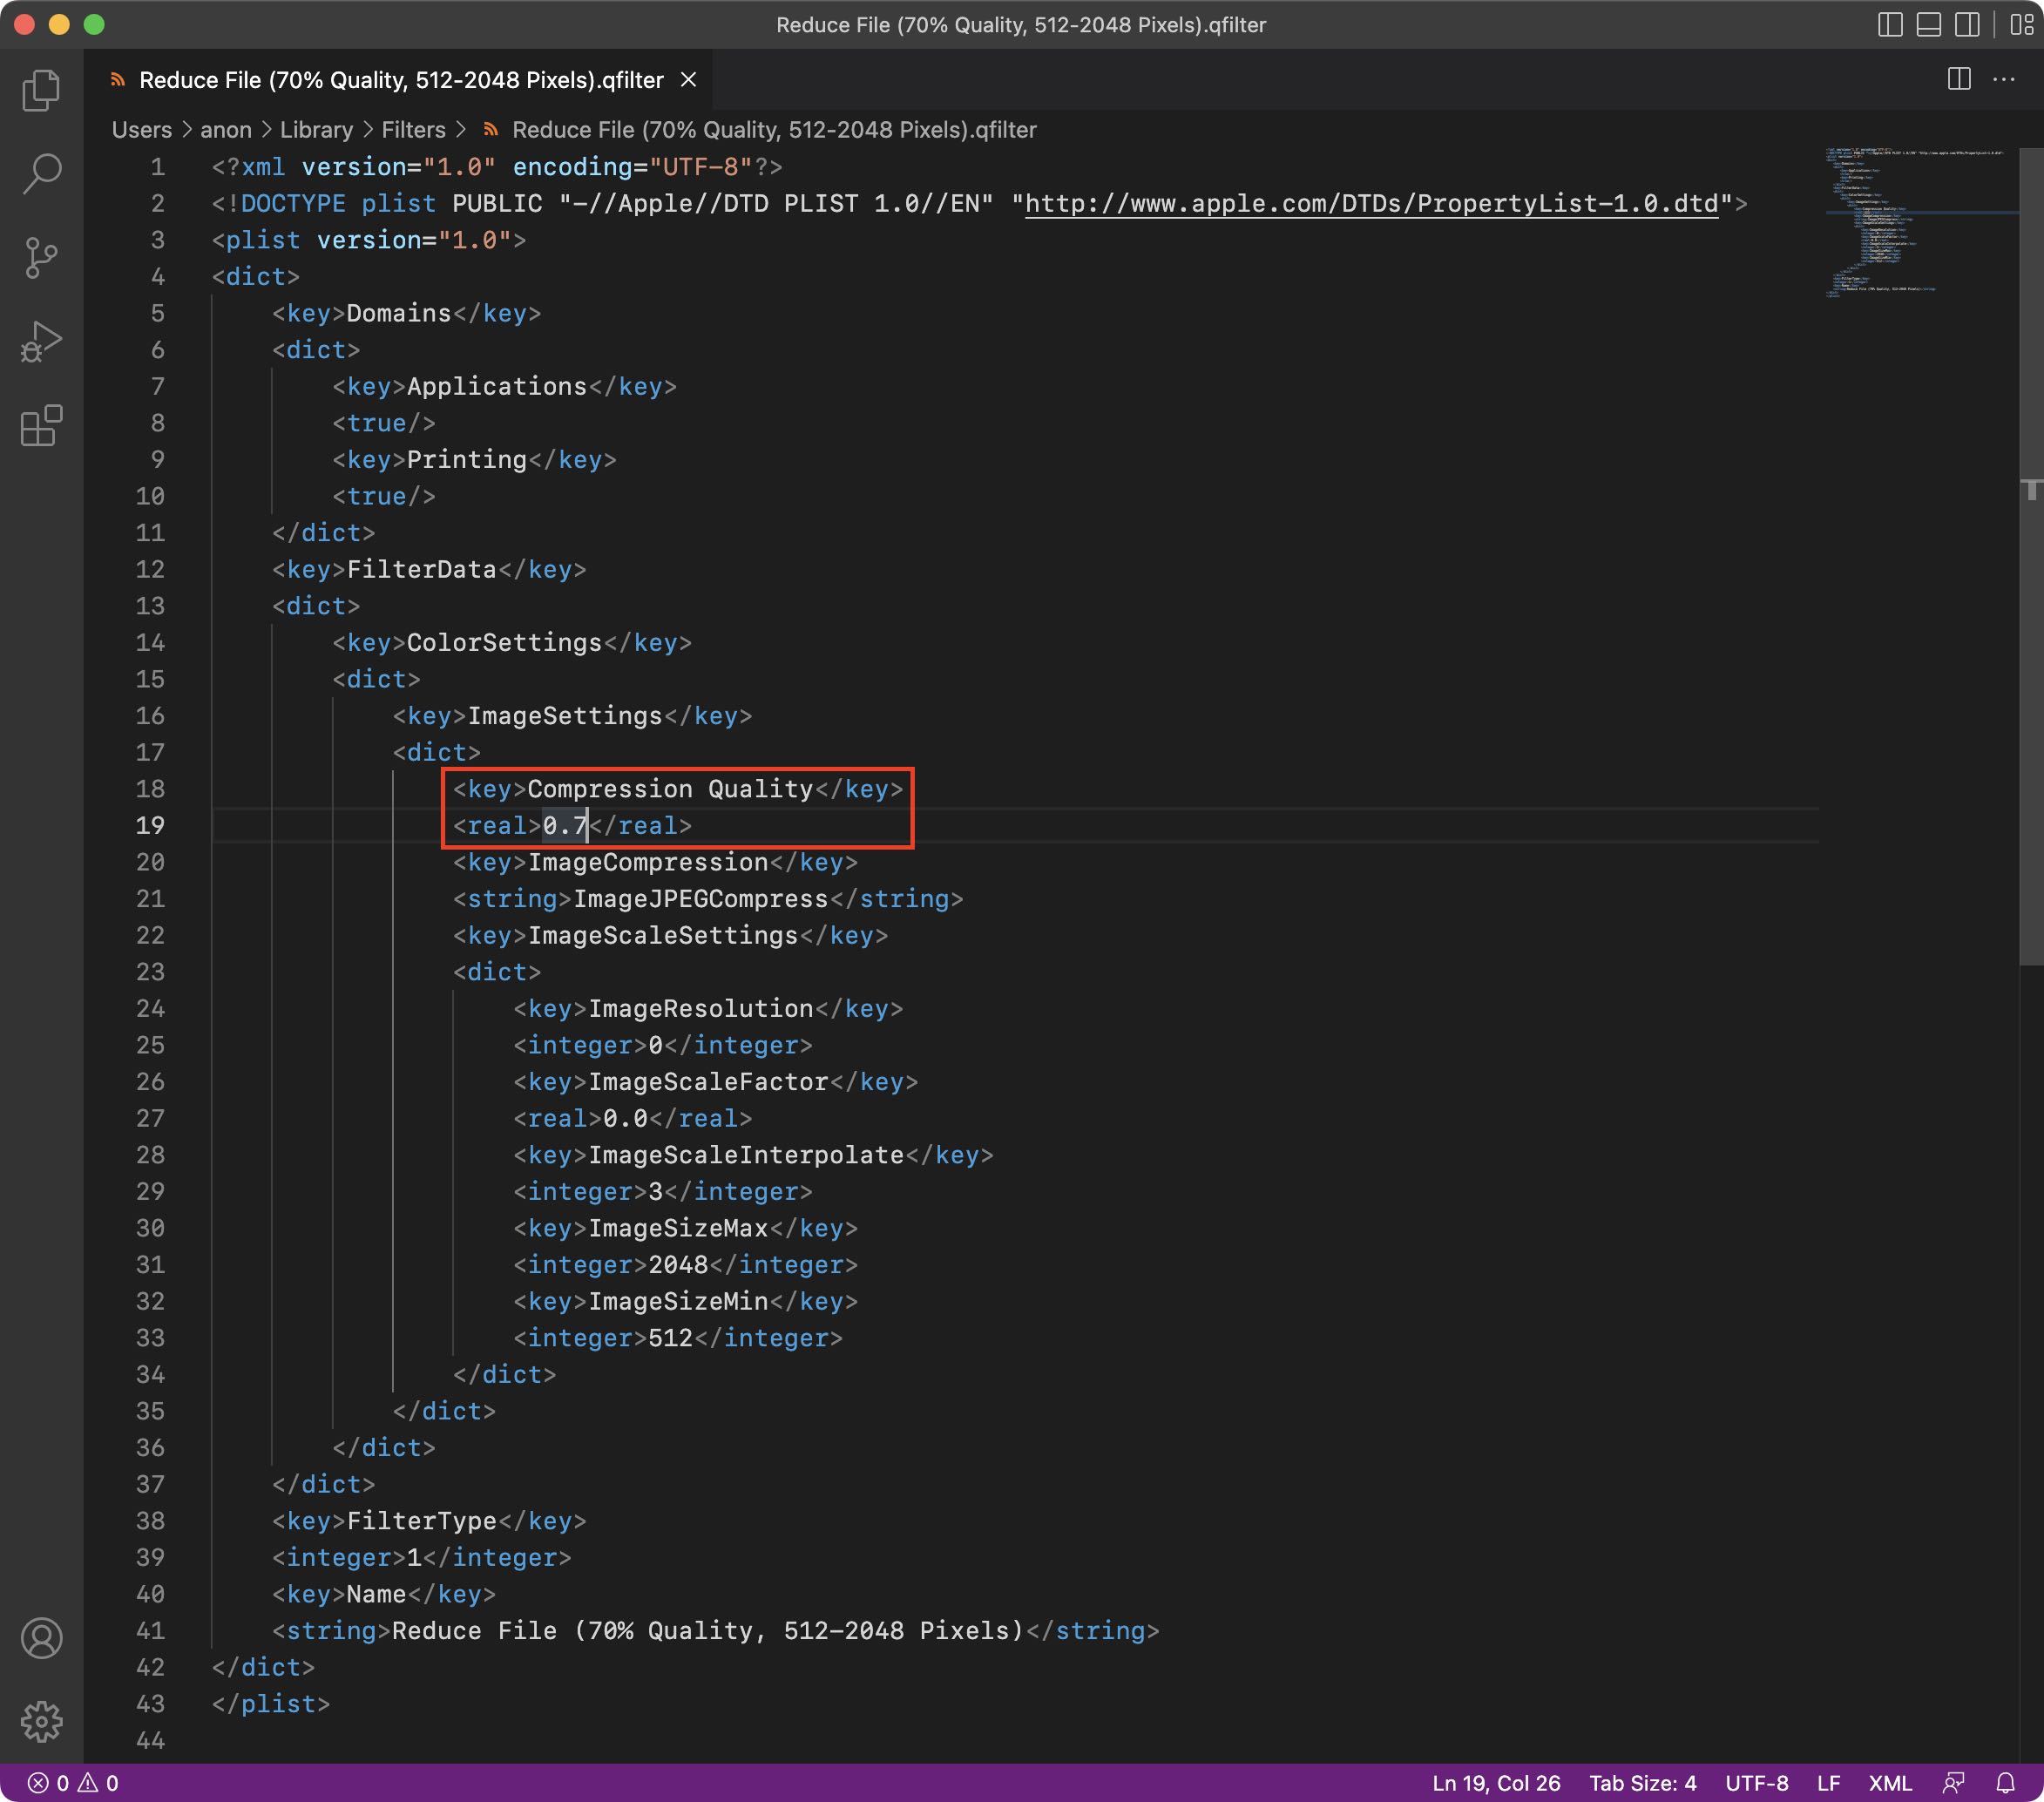 Reduce File (70% Quality, 512-2048 Pixels).qfilter
Reduce File (70% Quality, 512-2048 Pixels).qfilter
Users > anon > Library > Filters > Reduce File (70% Quality, 512-2048 Pixels).qfilter
1 <?xml version="1.0" encoding="UTF-8"?>
2 <!DOCTYPE plist PUBLIC "-//Apple//DTD PLIST 1.0//EN" "http://www.apple.com/DTDs/PropertyList-1.0.dtd">
3 <plist version="1.0">
4 <dict>
5 <key>Domains</key>
6 <dict>
7 <key>Applications</key>
8 <true/>
9 <key>Printing</key>
10 <true/>
11 </dict>
12 <key>FilterData</key>
13 <dict>
14 <key>ColorSettings</key>
15 <dict>
16 <key>ImageSettings</key>
17 <dict>
18 <key>Compression Quality</key>
19 <real>0.7</real>
20 <key>ImageCompression</key>
21 <string>ImageJPEGCompress</string>
22 <key>ImageScaleSettings</key>
23 <dict>
24 <key>ImageResolution</key>
25 <integer>0</integer>
26 <key>ImageScaleFactor</key>
27 <real>0.0</real>
28 <key>ImageScaleInterpolate</key>
29 <integer>3</integer>
30 <key>ImageSizeMax</key>
31 <integer>2048</integer>
32 <key>ImageSizeMin</key>
33 <integer>512</integer>
34 </dict>
35 </dict>
36 </dict>
37 </dict>
38 <key>FilterType</key>
39 <integer>1</integer>
40 <key>Name</key>
41 <string>Reduce File (70% Quality, 512-2048 Pixels)</string>
42 </dict>
43 </plist>
44
0 0 Ln 19, Col 26 Tab Size: 4 UTF-8 LF XML